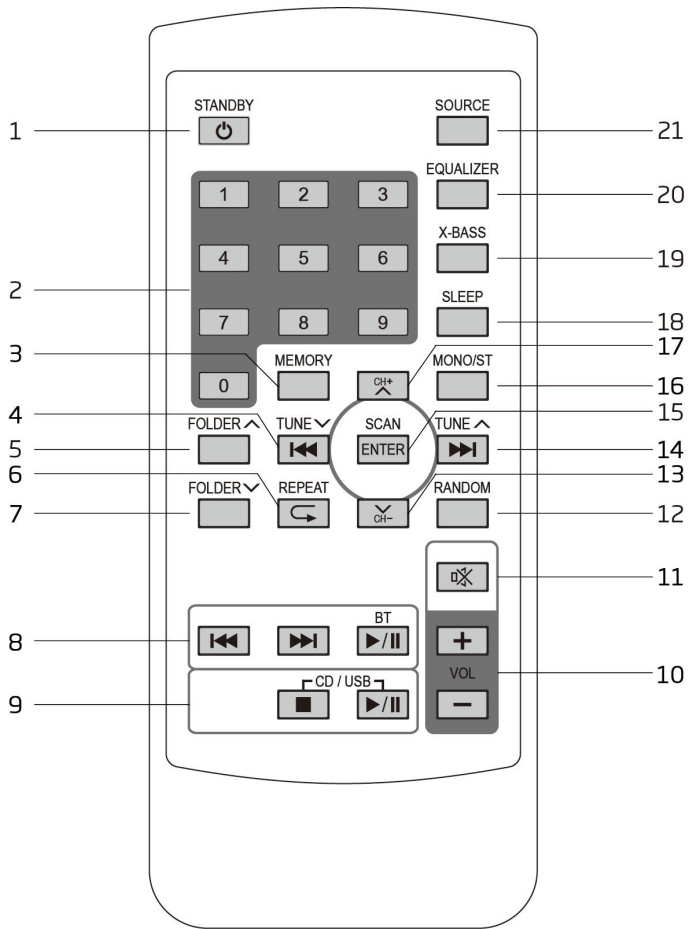 STANDBY SOURCE
1 21
EQUALIZER
1 2 3 20
X-BASS
4 5 6 19
2
SLEEP
7 8 9 18
3 17
MEMORY CH+ MONO/ST
0 16
4 15
FOLDER TUNE SCAN TUNE
5 ENTER 14
6 13
FOLDER REPEAT CH- RANDOM
7 12
11
BT
8
VOL 10
CD / USB
9